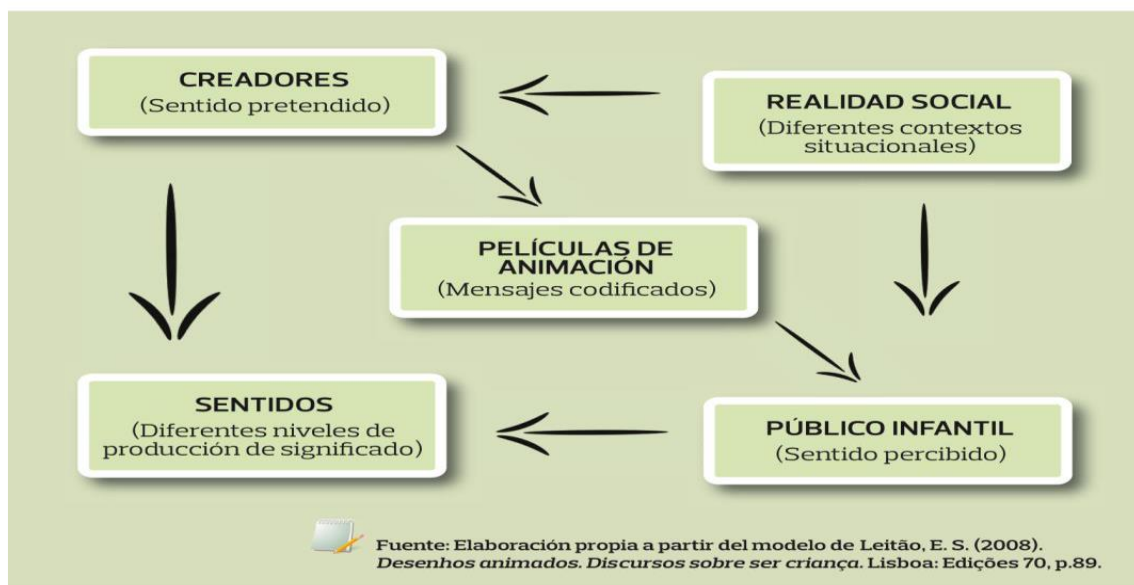 CREADORES
(Sentido pretendido)
REALIDAD SOCIAL
(Diferentes contextos
situacionales)
PELÍCULAS DE
ANIMACIÓN
(Mensajes codificados)
SENTIDOS
(Diferentes niveles de
producción de significado)
PÚBLICO INFANTIL
(Sentido percibido)
Fuente: Elaboración propia a partir del modelo de Leitão, E. S. (2008).
Desenhos animados. Discursos sobre ser criança. Lisboa: Edições 70, p.89.